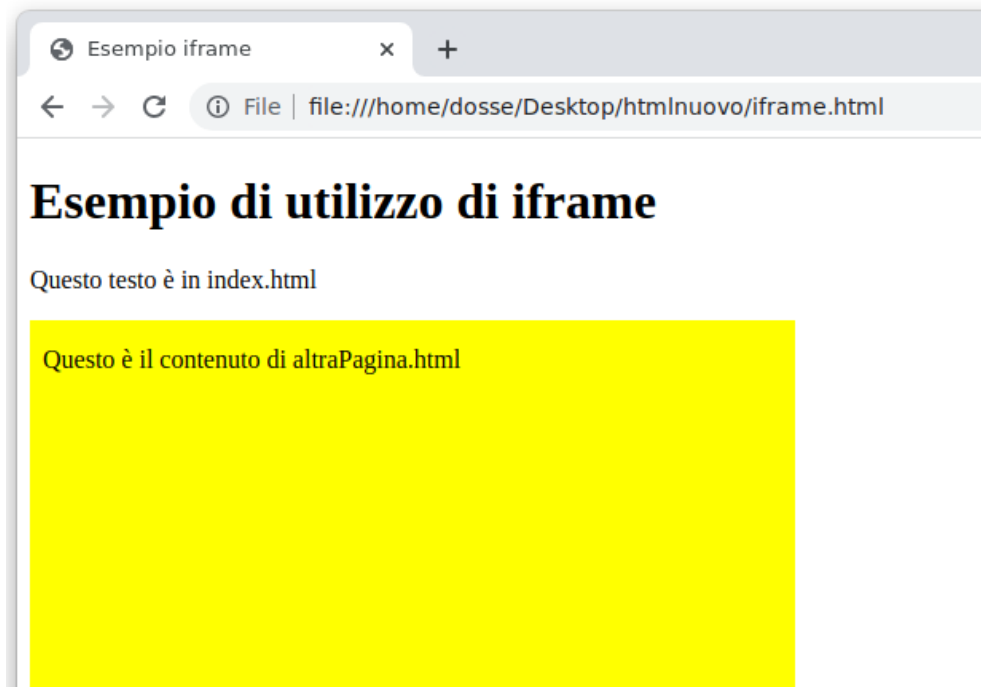 Esempio iframe
File file:///home/dosse/Desktop/htmlnuovo/iframe.html
Esempio di utilizzo di iframe
Questo testo è in index.html
Questo è il contenuto di altraPagina.html